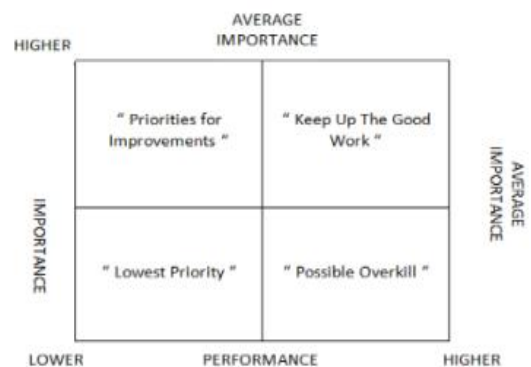 AVERAGE
IMPORTANCE
HIGHER
" Priorities for
Improvements "
" Keep Up The Good
Work "
IMPORTANCE
AVERAGE
IMPORTANCE
" Lowest Priority "
" Possible Overkill "
LOWER
PERFORMANCE
HIGHER